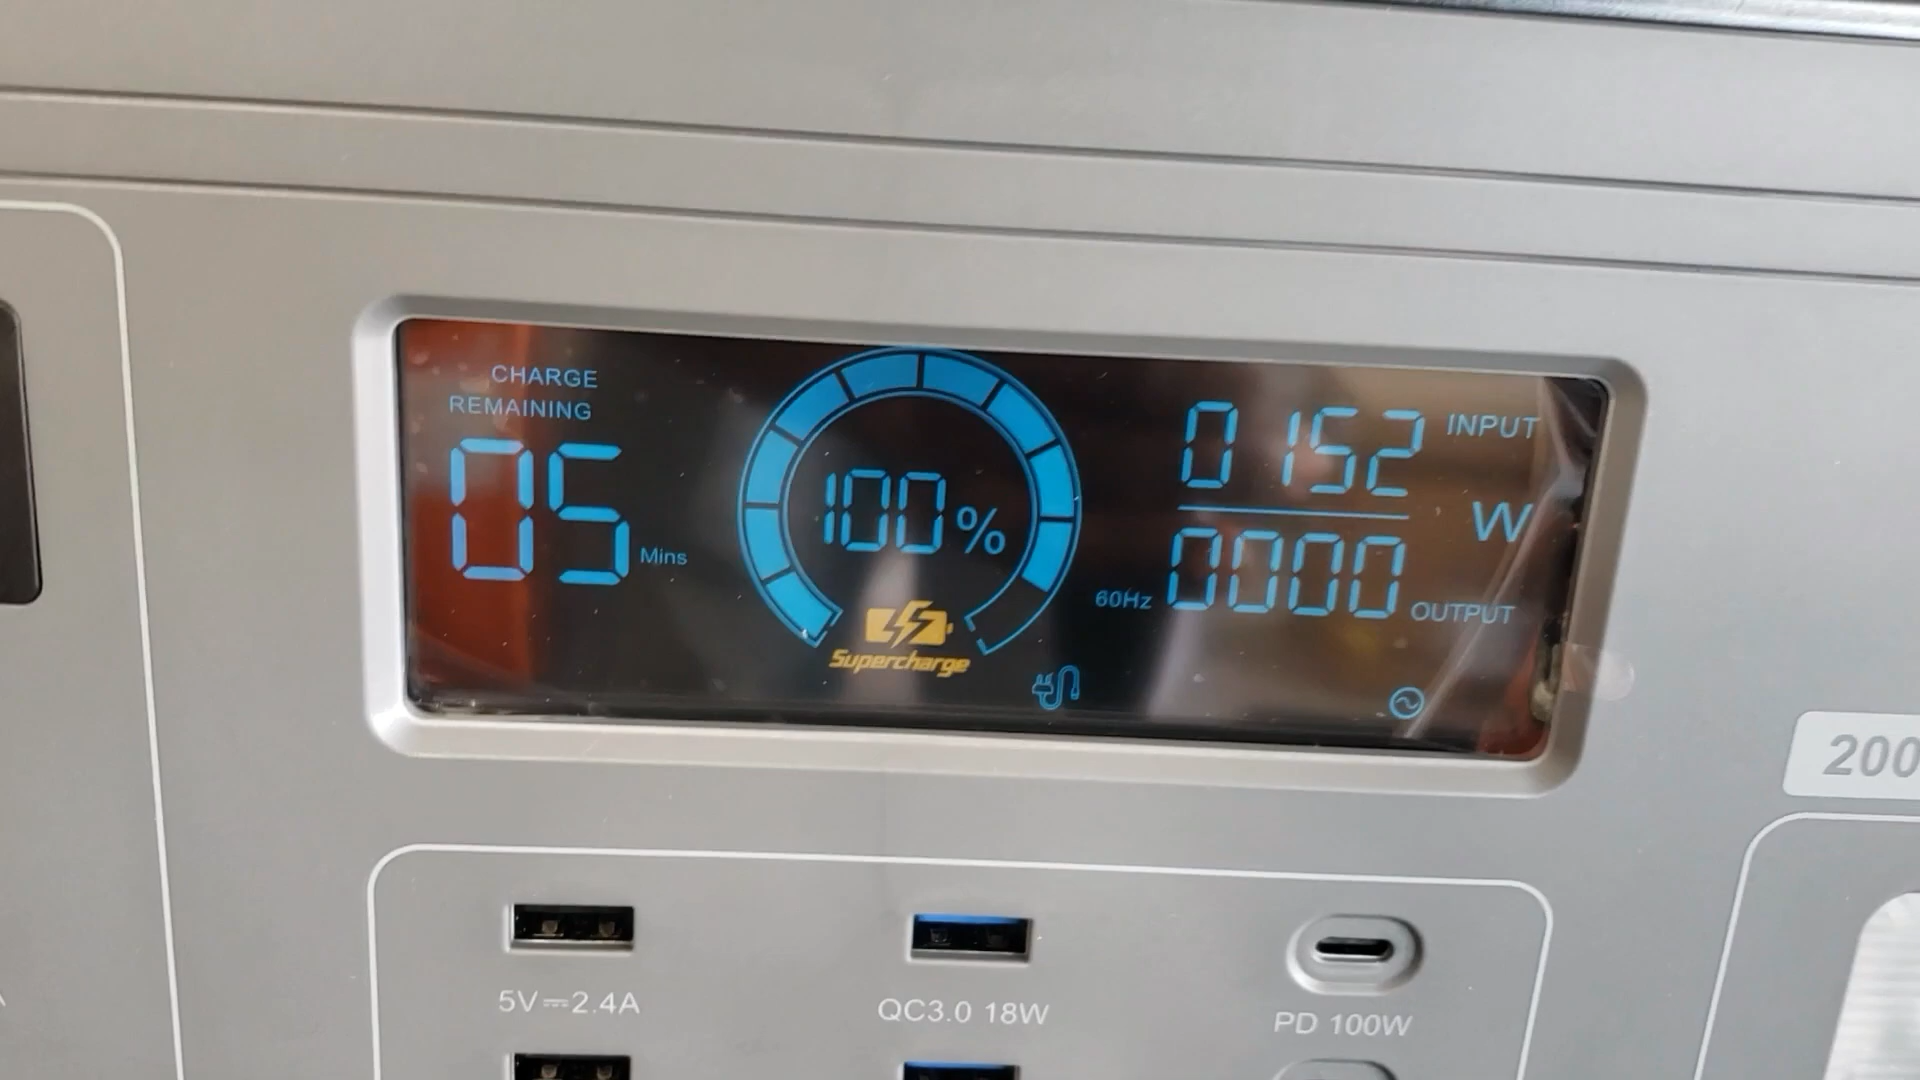 CHARGE
REMAINING
05 Mins
100%
Supercharge
0152 INPUT
W
60Hz 0000 OUTPUT
200
5V⎓2.4A
QC3.0 18W
PD 100W